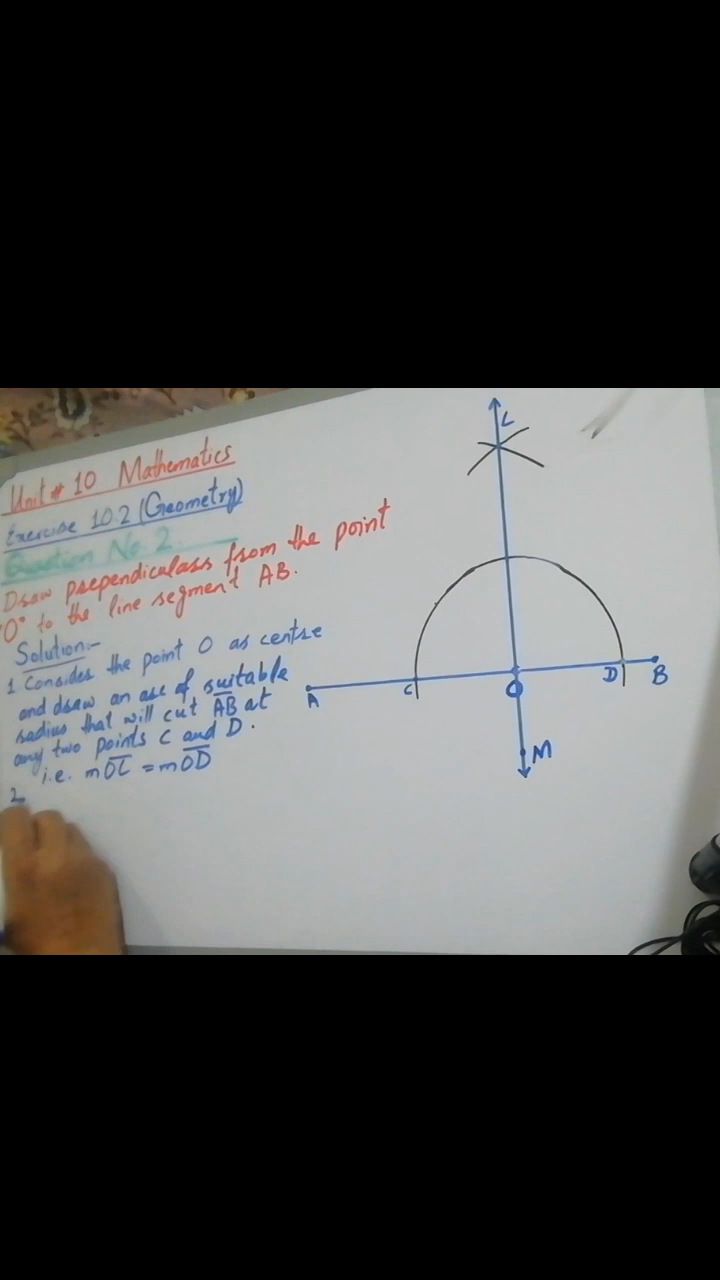 Unit # 10 Mathematics
Exercise 10.2 (Geometry)
Question No. 2.
Draw perpendiculars from the point
"O" to the line segment AB.
Solution:-
1 Consider the point O as centre
and draw an arc of suitable
radius that will cut AB at
any two points C and D.
i.e. mOC = mOD
2
L
A
C
O
D
B
M